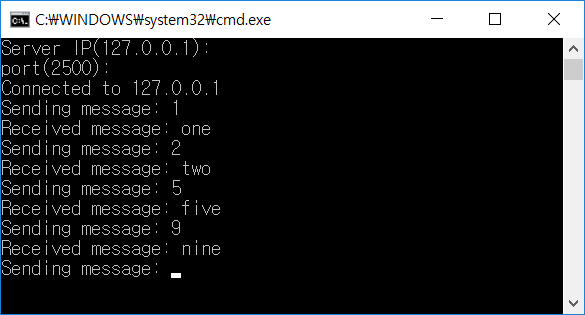 C:₩WINDOWS₩system32₩cmd.exe
Server IP(127.0.0.1):
port(2500):
Connected to 127.0.0.1
Sending message: 1
Received message: one
Sending message: 2
Received message: two
Sending message: 5
Received message: five
Sending message: 9
Received message: nine
Sending message: